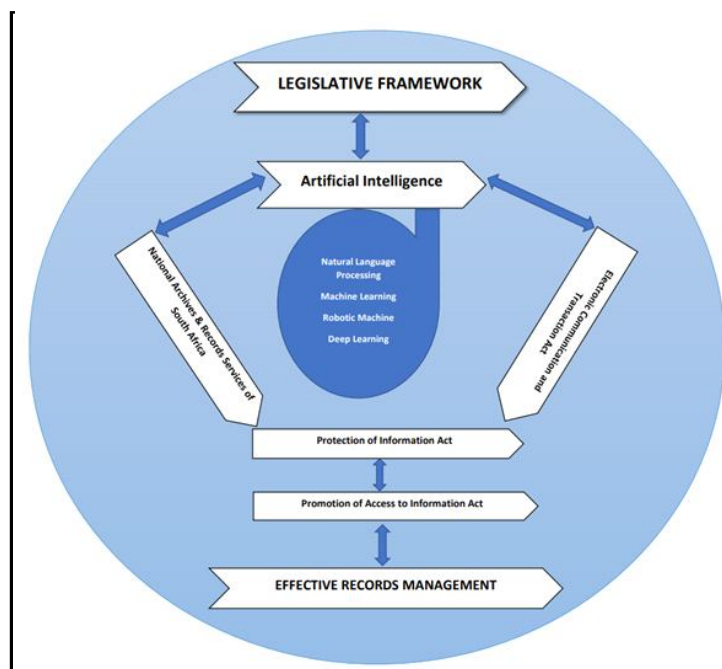 LEGISLATIVE FRAMEWORK
Artificial Intelligence
Natural Language
Processing
Machine Learning
Robotic Machine
Deep Learning
National Archives & Records Services of
South Africa
Electronic Communication and
Transaction Act
Protection of Information Act
Promotion of Access to Information Act
EFFECTIVE RECORDS MANAGEMENT